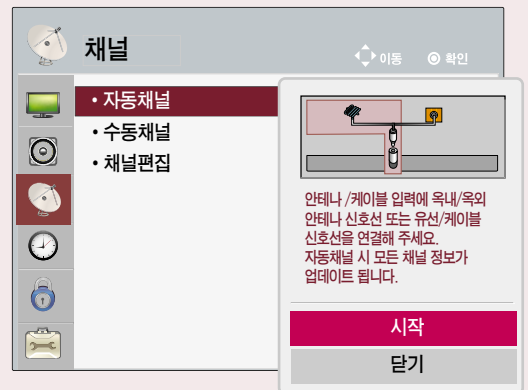 채널
이동 확인
• 자동채널
• 수동채널
• 채널편집
안테나 /케이블 입력에 옥내/옥외
안테나 신호선 또는 유선/케이블
신호선을 연결해 주세요.
자동채널 시 모든 채널 정보가
업데이트 됩니다.
시작
닫기